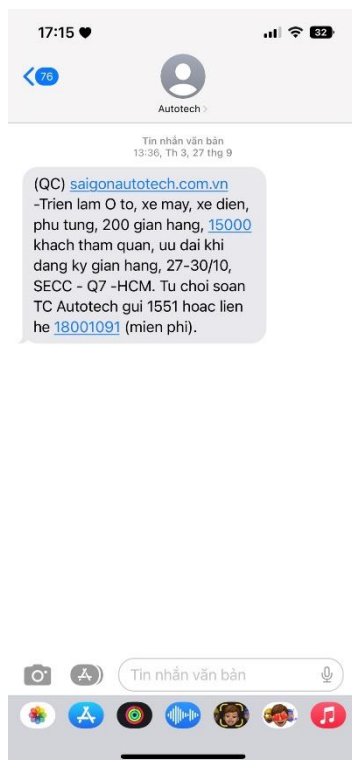 17:15
32
76
Autotech
Tin nhắn văn bản
13:36, Th 3, 27 thg 9
(QC) saigonautotech.com.vn
-Trien lam O to, xe may, xe dien,
phu tung, 200 gian hang, 15000
khach tham quan, uu dai khi
dang ky gian hang, 27-30/10,
SECC - Q7 -HCM. Tu choi soan
TC Autotech gui 1551 hoac lien
he 18001091 (mien phi).
Tin nhắn văn bản